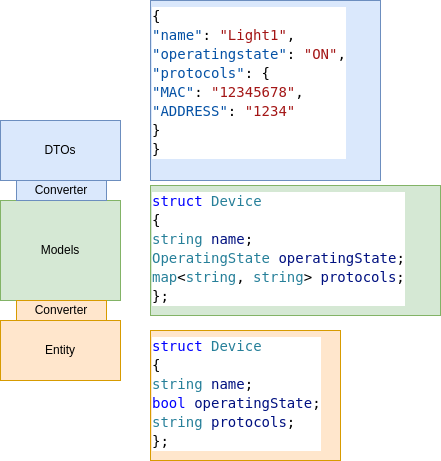 {
"name": "Light1",
"operatingstate": "ON",
"protocols": {
"MAC": "12345678",
"ADDRESS": "1234"
}
}
DTOs
Converter
struct Device
{
string name;
OperatingState operatingState;
map<string, string> protocols;
};
Models
Converter
struct Device
{
string name;
bool operatingState;
string protocols;
};
Entity